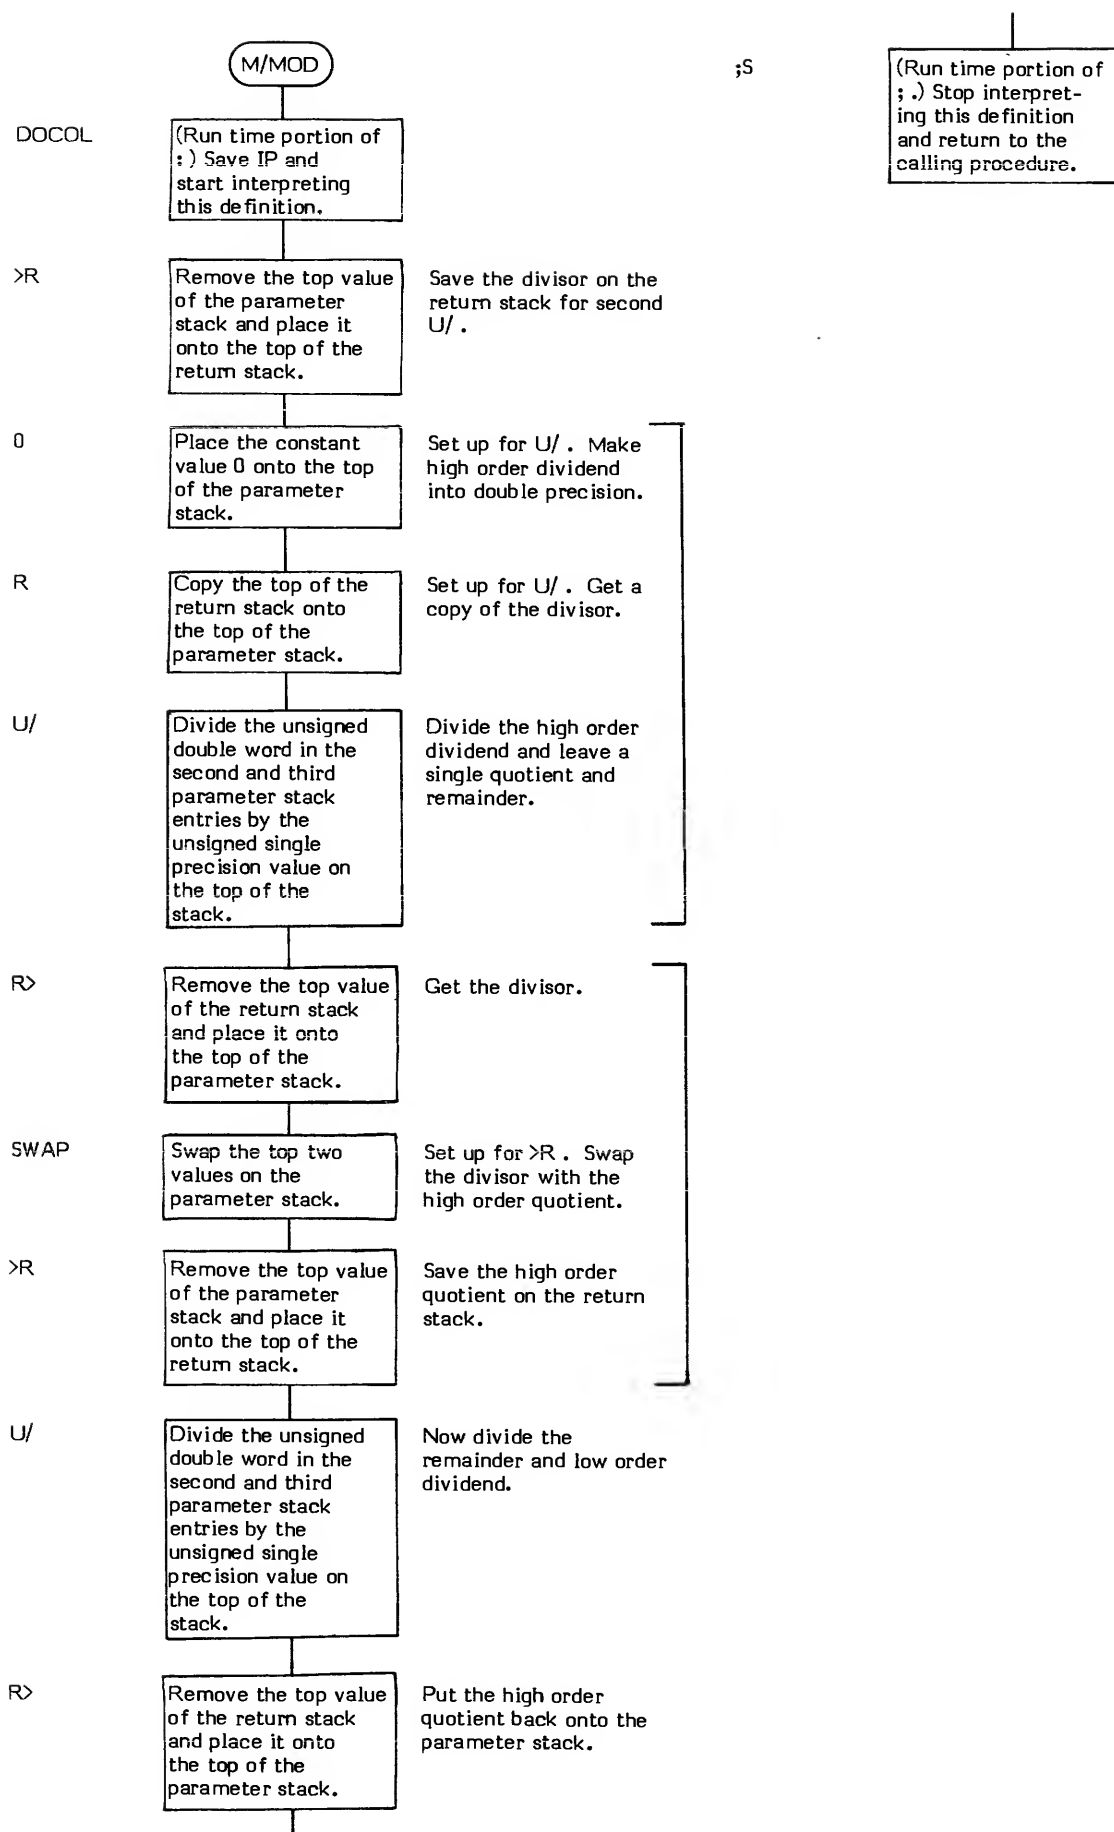 M/MOD
DOCOL
(Run time portion of
: ) Save IP and
start interpreting
this definition.
>R
Remove the top value
of the parameter
stack and place it
onto the top of the
return stack.
Save the divisor on the
return stack for second
U/ .
0
Place the constant
value 0 onto the top
of the parameter
stack.
Set up for U/ . Make
high order dividend
into double precision.
R
Copy the top of the
return stack onto
the top of the
parameter stack.
Set up for U/ . Get a
copy of the divisor.
U/
Divide the unsigned
double word in the
second and third
parameter stack
entries by the
unsigned single
precision value on
the top of the
stack.
Divide the high order
dividend and leave a
single quotient and
remainder.
R>
Remove the top value
of the return stack
and place it onto
the top of the
parameter stack.
Get the divisor.
SWAP
Swap the top two
values on the
parameter stack.
Set up for >R . Swap
the divisor with the
high order quotient.
>R
Remove the top value
of the parameter
stack and place it
onto the top of the
return stack.
Save the high order
quotient on the return
stack.
U/
Divide the unsigned
double word in the
second and third
parameter stack
entries by the
unsigned single
precision value on
the top of the
stack.
Now divide the
remainder and low order
dividend.
R>
Remove the top value
of the return stack
and place it onto
the top of the
parameter stack.
Put the high order
quotient back onto the
parameter stack.
;S
(Run time portion of
; .) Stop interpret-
ing this definition
and return to the
calling procedure.